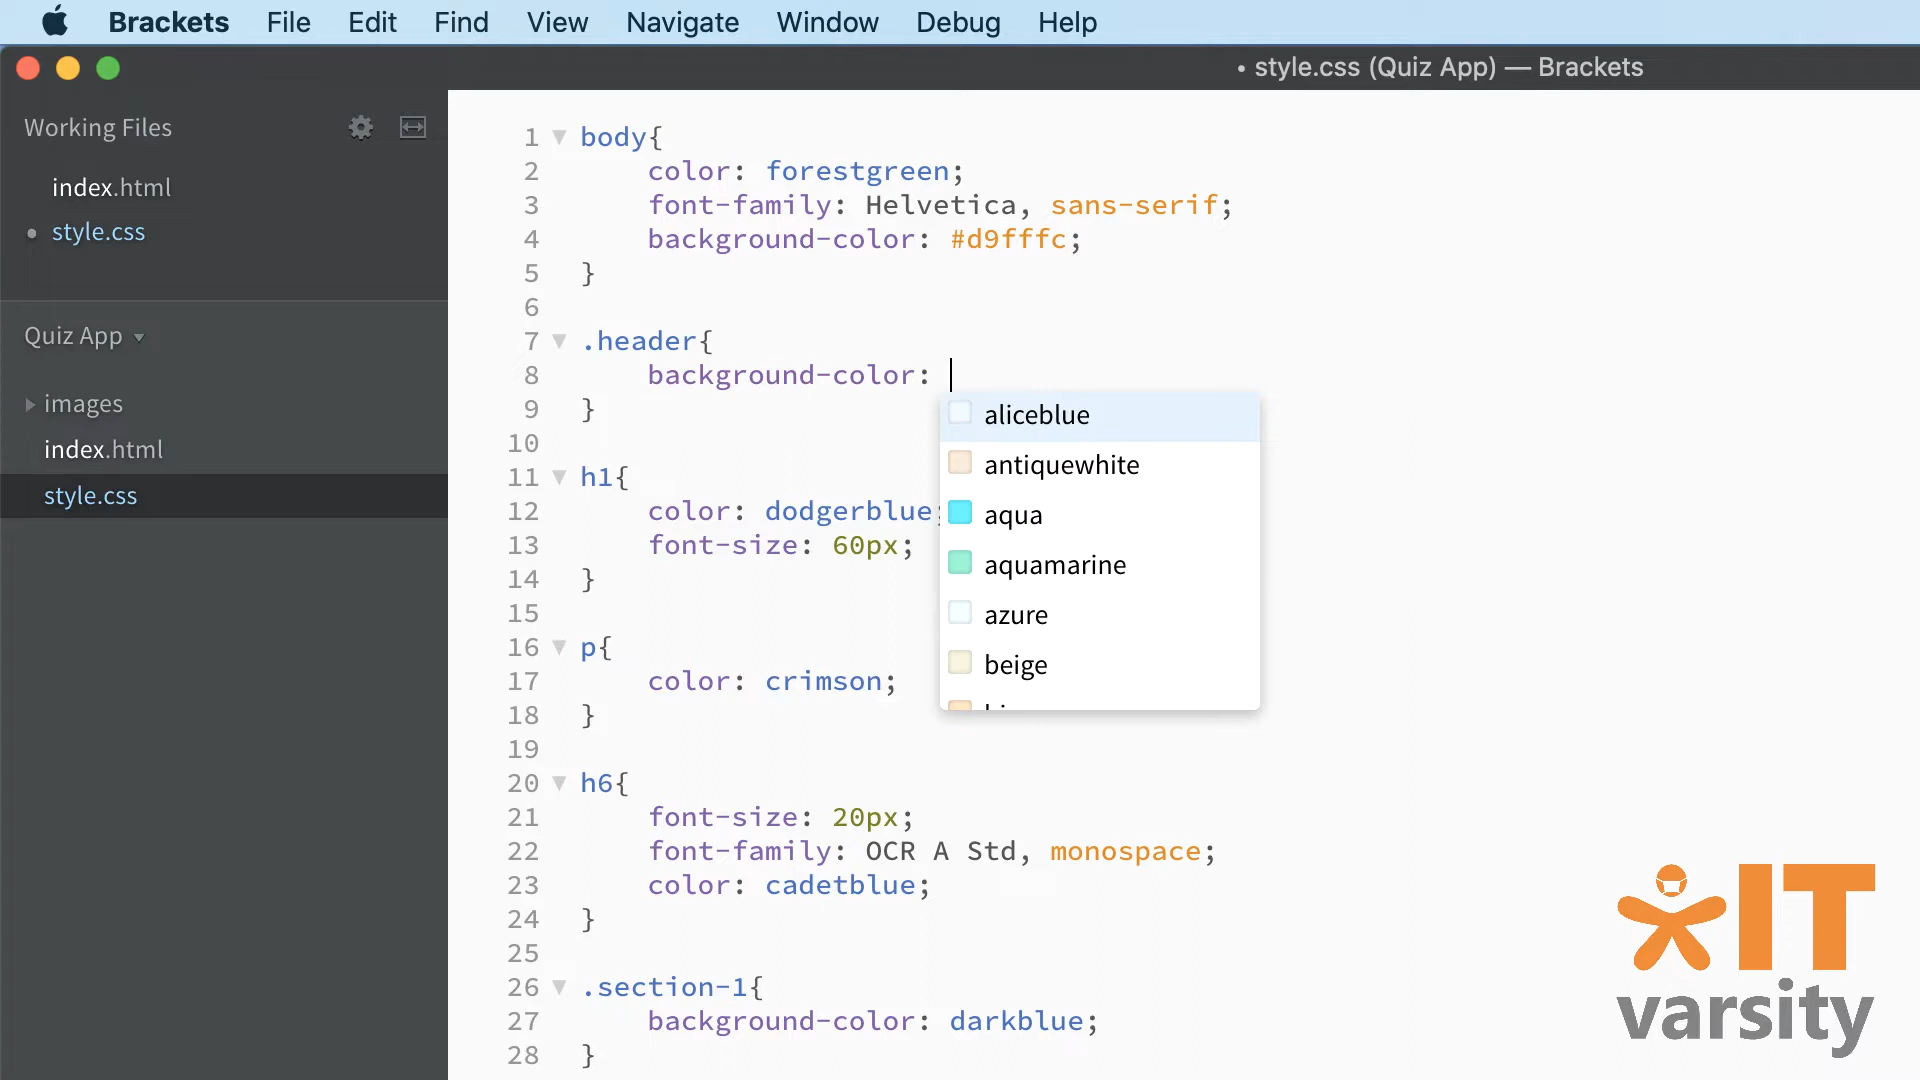 Brackets File Edit Find View Navigate Window Debug Help
• style.css (Quiz App) — Brackets
Working Files
index.html
style.css
Quiz App
images
index.html
style.css
1 body{
2 color: forestgreen;
3 font-family: Helvetica, sans-serif;
4 background-color: #d9fffc;
5 }
6
7 .header{
8 background-color:
9 }
10
11 h1{
12 color: dodgerblue;
13 font-size: 60px;
14 }
15
16 p{
17 color: crimson;
18 }
19
20 h6{
21 font-size: 20px;
22 font-family: OCR A Std, monospace;
23 color: cadetblue;
24 }
25
26 .section-1{
27 background-color: darkblue;
28 }
aliceblue
antiquewhite
aqua
aquamarine
azure
beige
IT
varsity